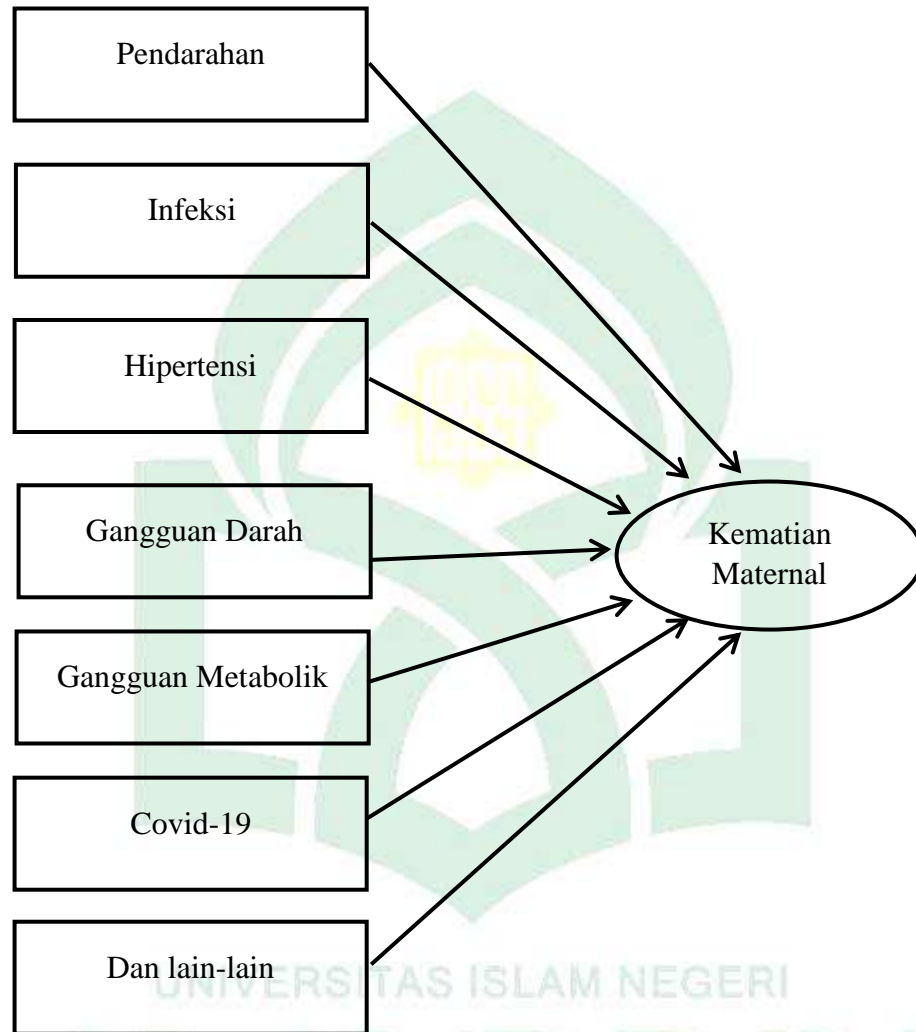 Pendarahan
Infeksi
Hipertensi
Gangguan Darah
Kematian
Maternal
Gangguan Metabolik
Covid-19
Dan lain-lain
UNIVERSITAS ISLAM NEGERI